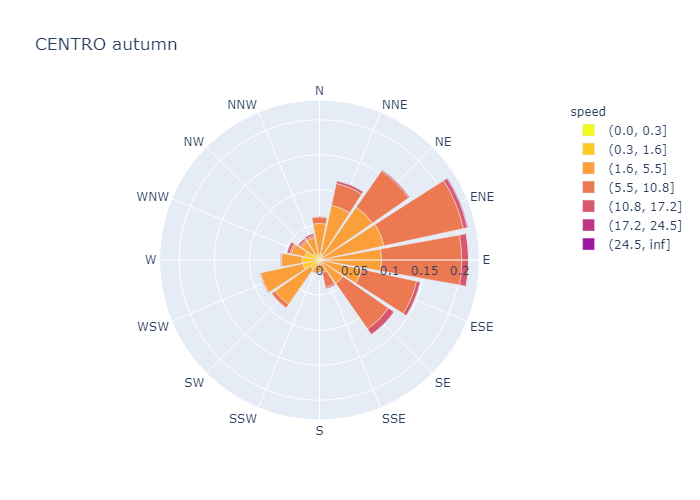 CENTRO autumn
N
NNE
NE
ENE
E
ESE
SE
SSE
S
SSW
SW
WSW
W
WNW
NW
NNW
0 0.05 0.1 0.15 0.2
speed
(0.0, 0.3]
(0.3, 1.6]
(1.6, 5.5]
(5.5, 10.8]
(10.8, 17.2]
(17.2, 24.5]
(24.5, inf]